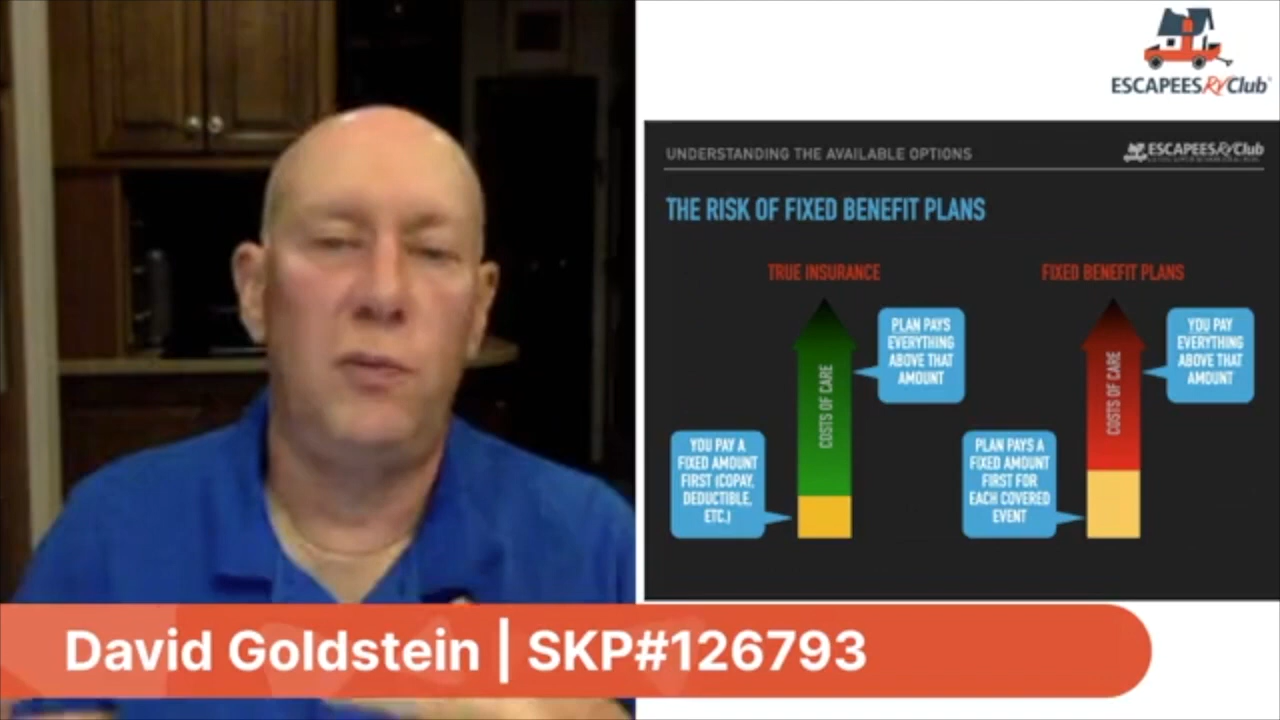 ESCAPEES RV Club
UNDERSTANDING THE AVAILABLE OPTIONS
ESCAPEES RV Club
THE RISK OF FIXED BENEFIT PLANS
TRUE INSURANCE
FIXED BENEFIT PLANS
PLAN PAYS
EVERYTHING
ABOVE THAT
AMOUNT
COSTS OF CARE
YOU PAY A
FIXED AMOUNT
FIRST (COPAY,
DEDUCTIBLE,
ETC.)
YOU PAY
EVERYTHING
ABOVE THAT
AMOUNT
COSTS OF CARE
PLAN PAYS A
FIXED AMOUNT
FIRST FOR
EACH COVERED
EVENT
David Goldstein | SKP#126793